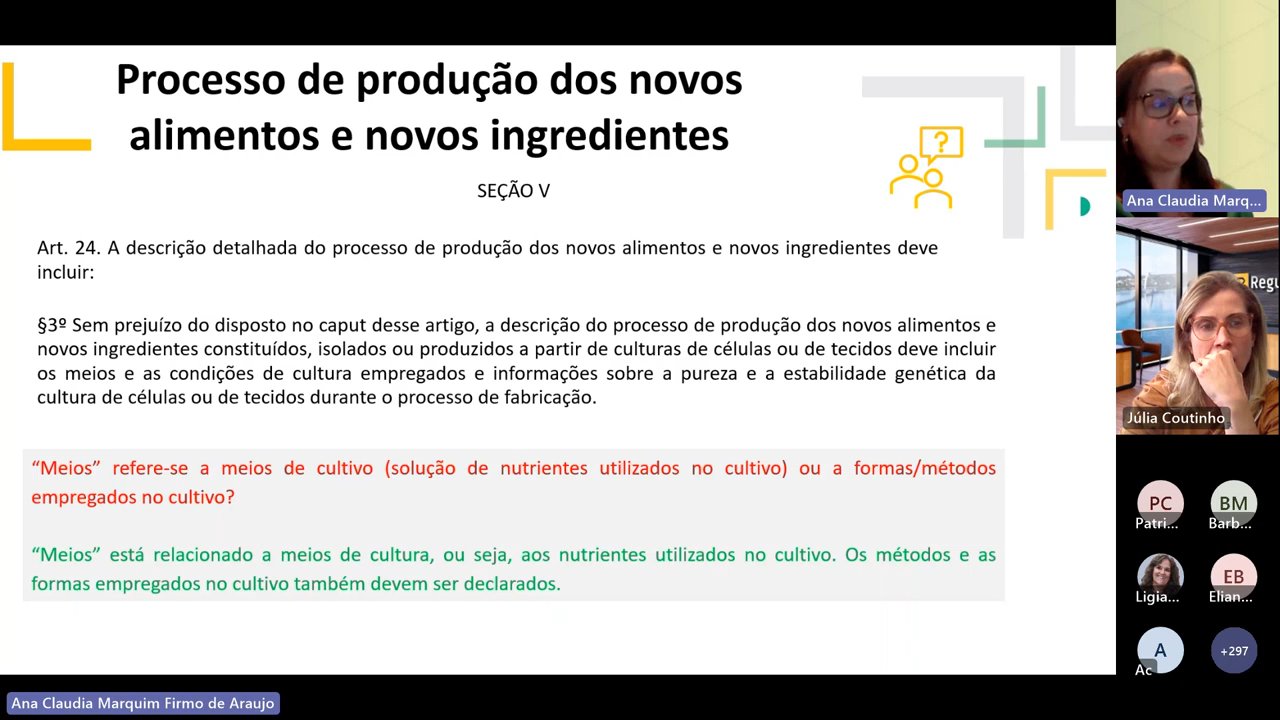 Processo de produção dos novos
alimentos e novos ingredientes
SEÇÃO V
Art. 24. A descrição detalhada do processo de produção dos novos alimentos e novos ingredientes deve
incluir:
§3º Sem prejuízo do disposto no caput desse artigo, a descrição do processo de produção dos novos alimentos e
novos ingredientes constituídos, isolados ou produzidos a partir de culturas de células ou de tecidos deve incluir
os meios e as condições de cultura empregados e informações sobre a pureza e a estabilidade genética da
cultura de células ou de tecidos durante o processo de fabricação.
“Meios” refere-se a meios de cultivo (solução de nutrientes utilizados no cultivo) ou a formas/métodos
empregados no cultivo?
“Meios” está relacionado a meios de cultura, ou seja, aos nutrientes utilizados no cultivo. Os métodos e as
formas empregados no cultivo também devem ser declarados.
?
Ana Claudia Marq...
Regu
Júlia Coutinho
PC
Patri...
BM
Barb...
Ligia...
EB
Elian...
A
Ac
+297
Ana Claudia Marquim Firmo de Araujo